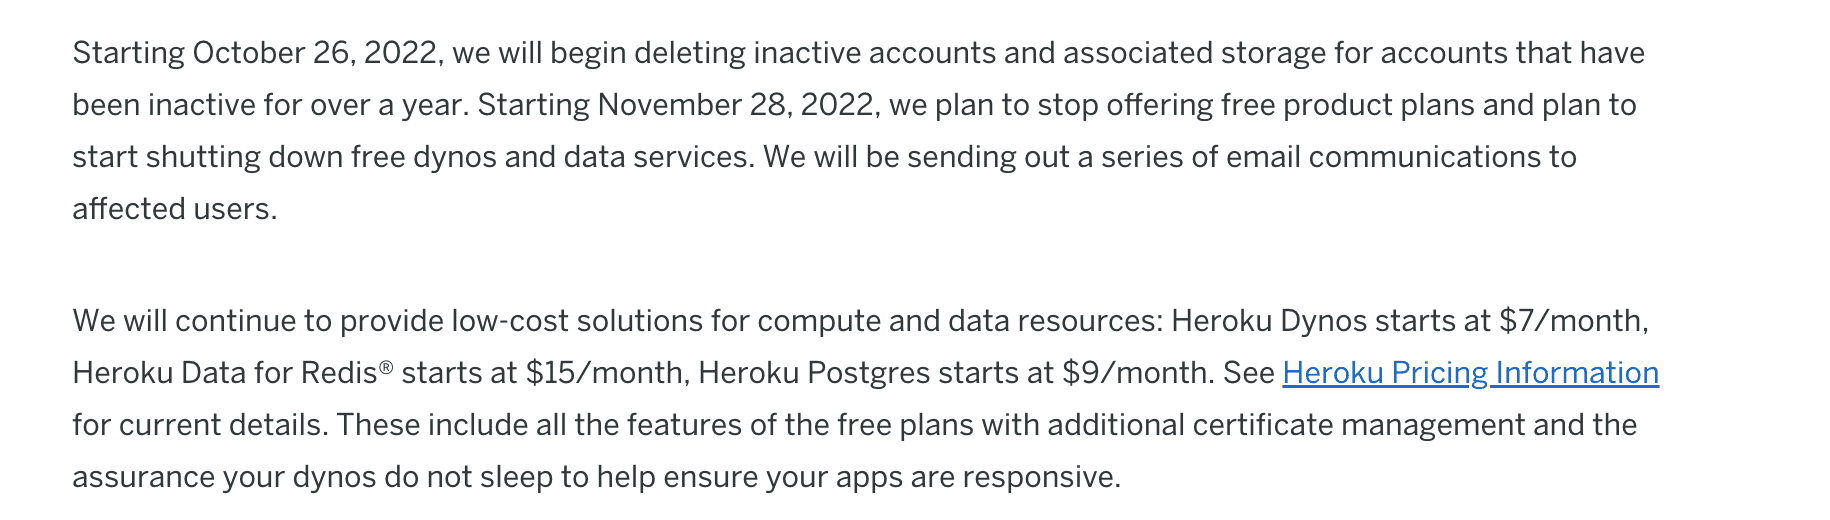 Starting October 26, 2022, we will begin deleting inactive accounts and associated storage for accounts that have
been inactive for over a year. Starting November 28, 2022, we plan to stop offering free product plans and plan to
start shutting down free dynos and data services. We will be sending out a series of email communications to
affected users.
We will continue to provide low-cost solutions for compute and data resources: Heroku Dynos starts at $7/month,
Heroku Data for Redis® starts at $15/month, Heroku Postgres starts at $9/month. See Heroku Pricing Information
for current details. These include all the features of the free plans with additional certificate management and the
assurance your dynos do not sleep to help ensure your apps are responsive.